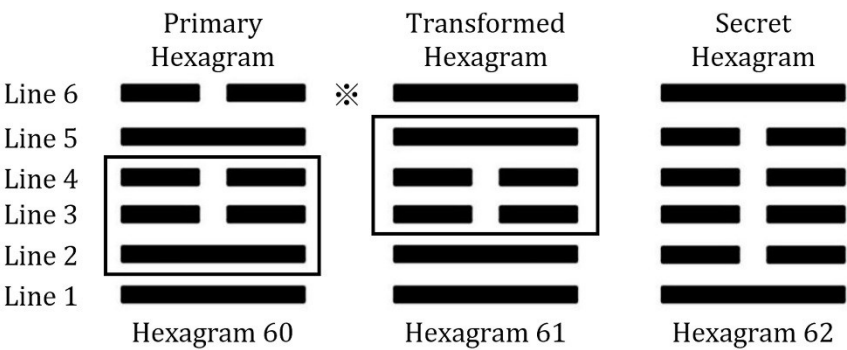 Primary Hexagram
Transformed Hexagram
Secret Hexagram
Line 6
※
Line 5
Line 4
Line 3
Line 2
Line 1
Hexagram 60
Hexagram 61
Hexagram 62